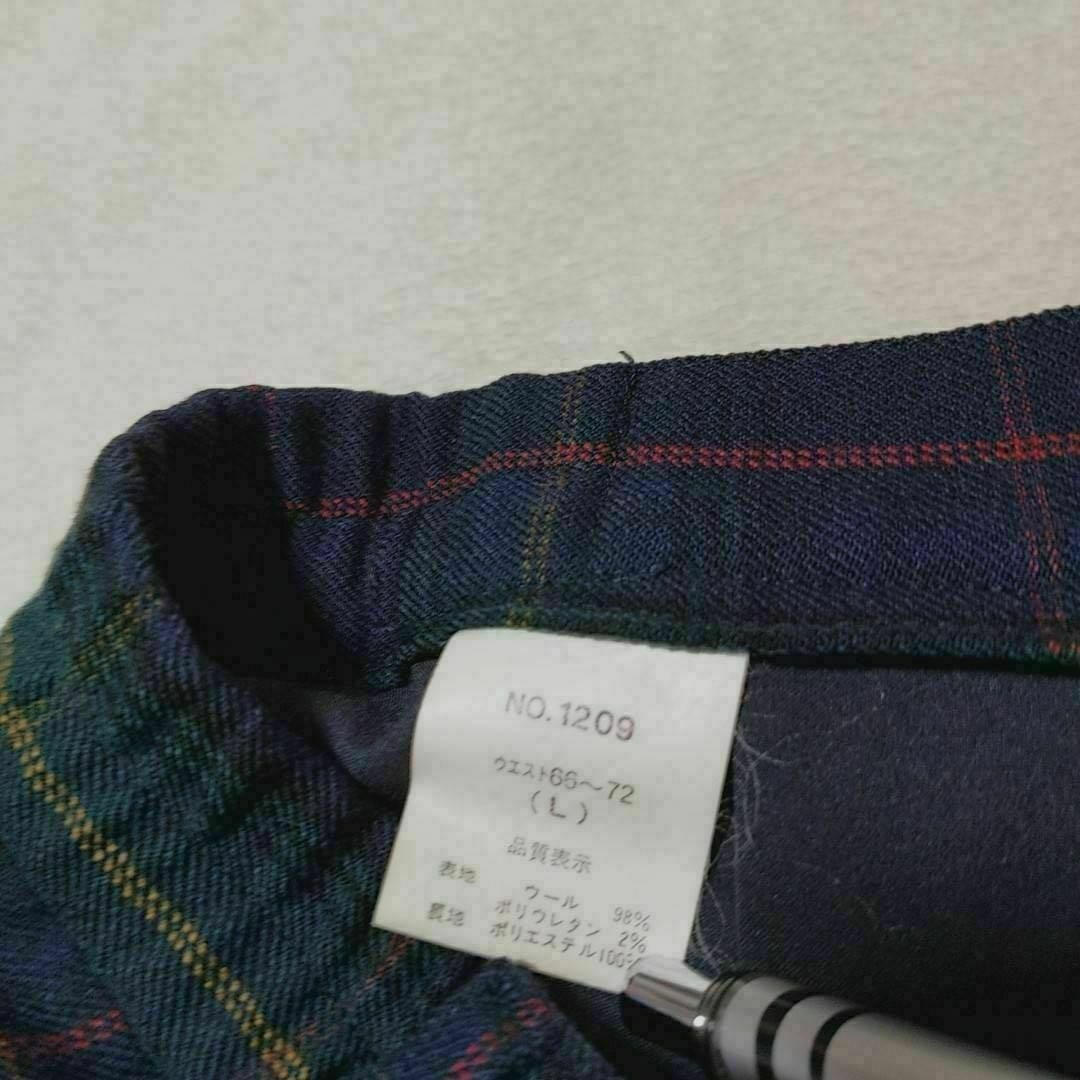 NO.1209
ウエスト66〜72
(L)
品質表示
表地 ウール 98%
ポリウレタン 2%
裏地 ポリエステル100%